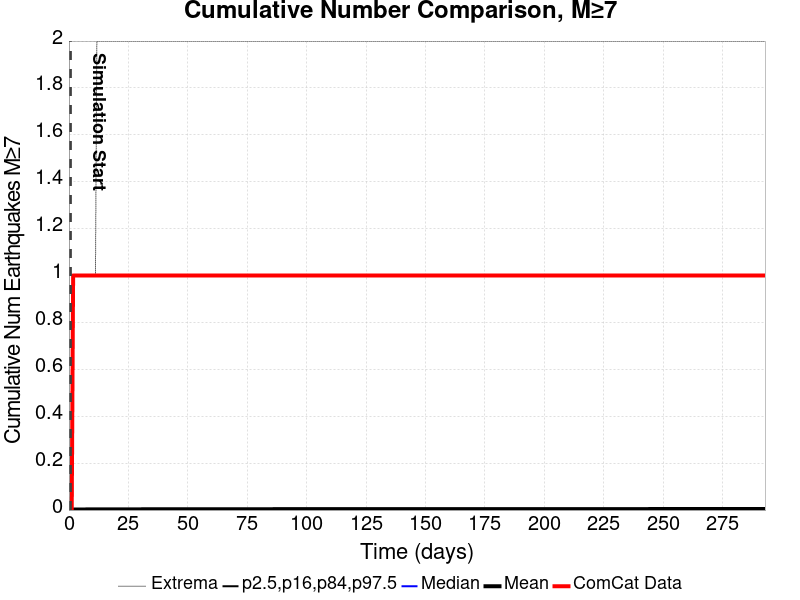 Cumulative Number Comparison, M≥7
Cumulative Num Earthquakes M≥7
2
1.8
1.6
1.4
1.2
1
0.8
0.6
0.4
0.2
0
Simulation Start
0 25 50 75 100 125 150 175 200 225 250 275
Time (days)
Extrema p2.5,p16,p84,p97.5 Median Mean ComCat Data